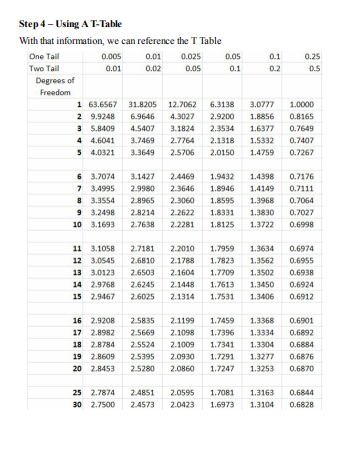 Step 4 – Using A T-Table
With that information, we can reference the T Table
One Tail 0.005 0.01 0.025 0.05 0.1 0.25
Two Tail 0.01 0.02 0.05 0.1 0.2 0.5
Degrees of
Freedom
1 63.6567 31.8205 12.7062 6.3138 3.0777 1.0000
2 9.9248 6.9646 4.3027 2.9200 1.8856 0.8165
3 5.8409 4.5407 3.1824 2.3534 1.6377 0.7649
4 4.6041 3.7469 2.7764 2.1318 1.5332 0.7407
5 4.0321 3.3649 2.5706 2.0150 1.4759 0.7267
6 3.7074 3.1427 2.4469 1.9432 1.4398 0.7176
7 3.4995 2.9980 2.3646 1.8946 1.4149 0.7111
8 3.3554 2.8965 2.3060 1.8595 1.3968 0.7064
9 3.2498 2.8214 2.2622 1.8331 1.3830 0.7027
10 3.1693 2.7638 2.2281 1.8125 1.3722 0.6998
11 3.1058 2.7181 2.2010 1.7959 1.3634 0.6974
12 3.0545 2.6810 2.1788 1.7823 1.3562 0.6955
13 3.0123 2.6503 2.1604 1.7709 1.3502 0.6938
14 2.9768 2.6245 2.1448 1.7613 1.3450 0.6924
15 2.9467 2.6025 2.1314 1.7531 1.3406 0.6912
16 2.9208 2.5835 2.1199 1.7459 1.3368 0.6901
17 2.8982 2.5669 2.1098 1.7396 1.3334 0.6892
18 2.8784 2.5524 2.1009 1.7341 1.3304 0.6884
19 2.8609 2.5395 2.0930 1.7291 1.3277 0.6876
20 2.8453 2.5280 2.0860 1.7247 1.3253 0.6870
25 2.7874 2.4851 2.0595 1.7081 1.3163 0.6844
30 2.7500 2.4573 2.0423 1.6973 1.3104 0.6828